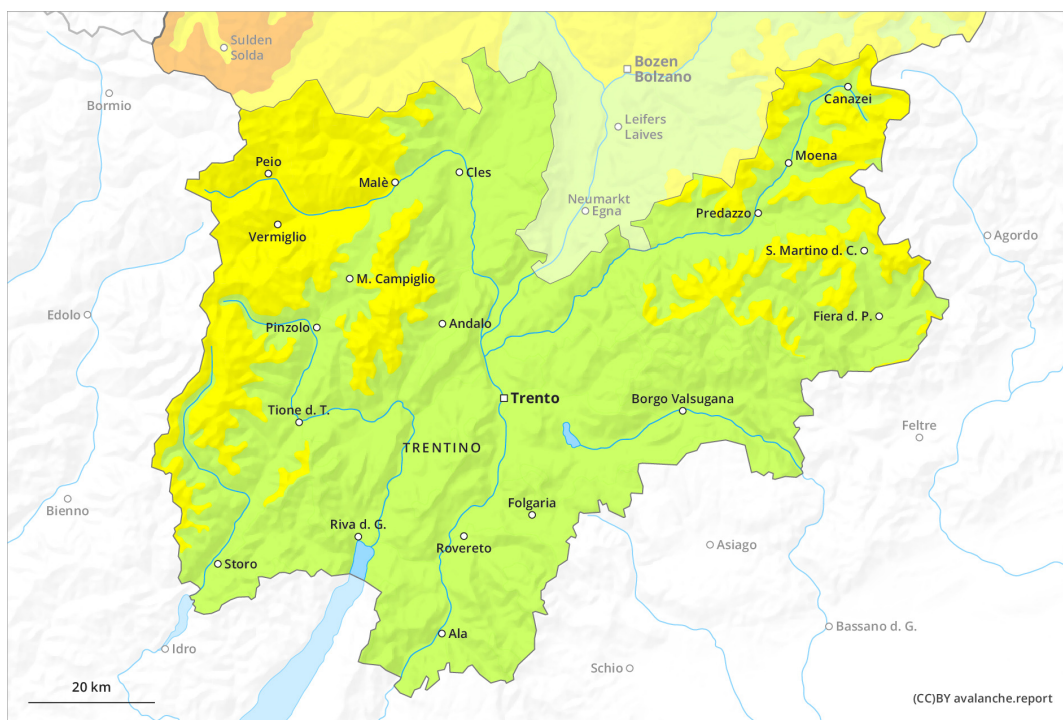 Sulden
Solda
Bozen
Bolzano
Bormio
Canazei
Leifers
Laives
Moena
Peio
Malè
Cles
Neumarkt
Egna
Predazzo
Vermiglio
Agordo
S. Martino d. C.
M. Campiglio
Edolo
Pinzolo
Andalo
Fiera d. P.
Trento
Borgo Valsugana
Tione d. T.
Feltre
TRENTINO
Bienno
Folgaria
Riva d. G.
Rovereto
Asiago
Storo
Ala
Bassano d. G.
Idro
Schio
20 km
(CC)BY avalanche.report